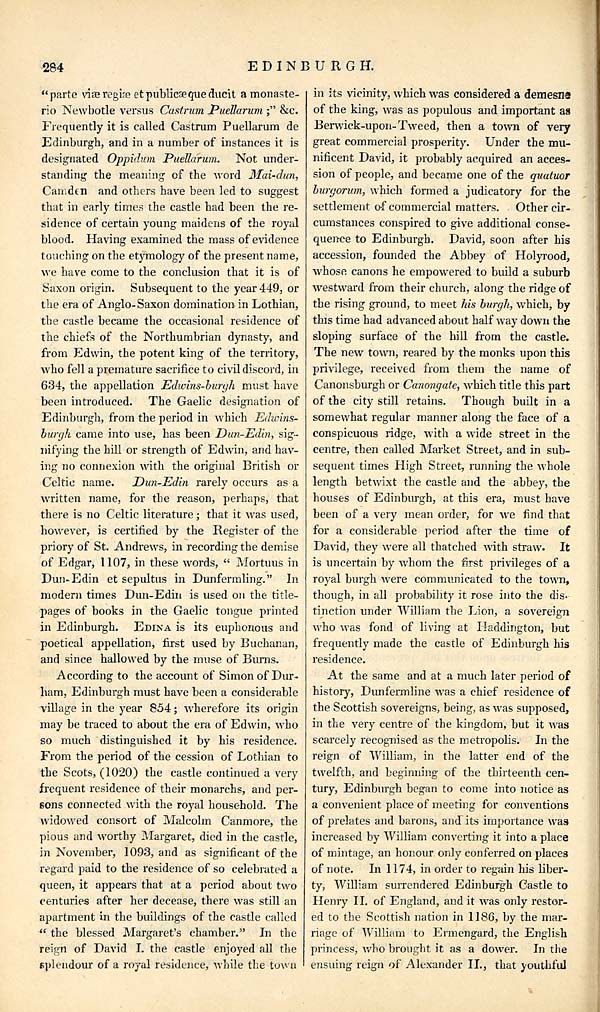 284
EDINBURGH.
"parte viæ regiæ et publicæque ducit a monaste-
rio Newbotle versus Castrum Puellarum;" &c.
Frequently it is called Castrum Puellarum de
Edinburgh, and in a number of instances it is
designated Oppidum Puellarum. Not under-
standing the meaning of the word Mai-dun,
Camden and others have been led to suggest
that in early times the castle had been the re-
sidence of certain young maidens of the royal
blood. Having examined the mass of evidence
touching on the etymology of the present name,
we have come to the conclusion that it is of
Saxon origin. Subsequent to the year 449, or
the era of Anglo-Saxon domination in Lothian,
the castle became the occasional residence of
the chiefs of the Northumbrian dynasty, and
from Edwin, the potent king of the territory,
who fell a premature sacrifice to civil discord, in
634, the appellation Edwins-burgh must have
been introduced. The Gaelic designation of
Edinburgh, from the period in which Edwins-
burgh came into use, has been Dun-Edin, sig-
nifying the hill or strength of Edwin, and hav-
ing no connexion with the original British or
Celtic name. Dun-Edin rarely occurs as a
written name, for the reason, perhaps, that
there is no Celtic literature; that it was used,
however, is certified by the Register of the
priory of St. Andrews, in recording the demise
of Edgar, 1107, in these words, "Mortuus in
Dun-Edin et sepultus in Dunfermling." In
modern times Dun-Edin is used on the title-
pages of books in the Gaelic tongue printed
in Edinburgh. EDINA is its euphonous and
poetical appellation, first used by Buchanan,
and since hallowed by the muse of Burns.
According to the account of Simon of Dur-
ham, Edinburgh must have been a considerable
village in the year 854; wherefore its origin
may be traced to about the era of Edwin, who
so much distinguished it by his residence.
From the period of the cession of Lothian to
the Scots, (1020) the castle continued a very
frequent residence of their monarchs, and per-
sons connected with the royal household. The
widowed consort of Malcolm Canmore, the
pious and worthy Margaret, died in the castle,
in November, 1093, and as significant of the
regard paid to the residence of so celebrated a
queen, it appears that at a period about two
centuries after her decease, there was still an
apartment in the buildings of the castle called
"the blessed Margaret's chamber." In the
reign of David I. the castle enjoyed all the
splendour of a royal residence, while the town
in its vicinity, which was considered a demesne
of the king, was as populous and important as
Berwick-upon-Tweed, then a town of very
great commercial prosperity. Under the mu-
nificent David, it probably acquired an acces-
sion of people, and became one of the quatuor
burgorum, which formed a judicatory for the
settlement of commercial matters. Other cir-
cumstances conspired to give additional conse-
quence to Edinburgh. David, soon after his
accession, founded the Abbey of Holyrood,
whose canons he empowered to build a suburb
westward from their church, along the ridge of
the rising ground, to meet his burgh, which, by
this time had advanced about half way down the
sloping surface of the hill from the castle.
The new town, reared by the monks upon this
privilege, received from them the name of
Canonsburgh or Canongate, which title this part
of the city still retains. Though built in a
somewhat regular manner along the face of a
conspicuous ridge, with a wide street in the
centre, then called Market Street, and in sub-
sequent times High Street, running the whole
length betwixt the castle and the abbey, the
houses of Edinburgh, at this era, must have
been of a very mean order, for we find that
for a considerable period after the time of
David, they were all thatched with straw. It
is uncertain by whom the first privileges of a
royal burgh were communicated to the town,
though, in all probability it rose into the dis-
tinction under William the Lion, a sovereign
who was fond of living at Haddington, but
frequently made the castle of Edinburgh his
residence.
At the same and at a much later period of
history, Dunfermline was a chief residence of
the Scottish sovereigns, being, as was supposed,
in the very centre of the kingdom, but it was
scarcely recognised as the metropolis. In the
reign of William, in the latter end of the
twelfth, and beginning of the thirteenth cen-
tury, Edinburgh began to come into notice as
a convenient place of meeting for conventions
of prelates and barons, and its importance was
increased by William converting it into a place
of mintage, an honour only conferred on places
of note. In 1174, in order to regain his liber-
ty, William surrendered Edinburgh Castle to
Henry II. of England, and it was only restor-
ed to the Scottish nation in 1186, by the mar-
riage of William to Ermengard, the English
princess, who brought it as a dower. In the
ensuing reign of Alexander II., that youthful